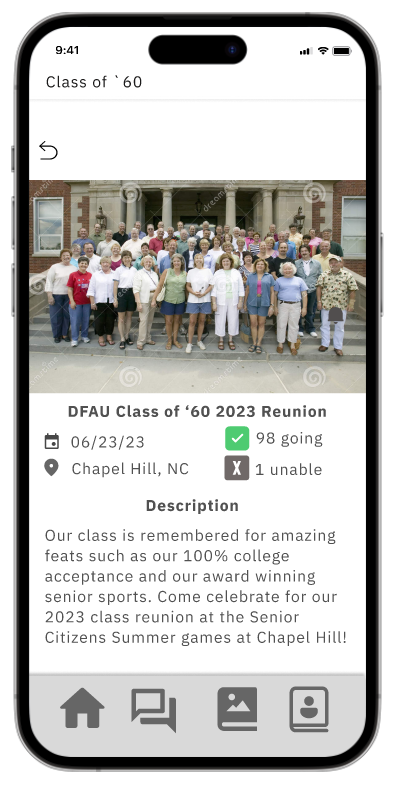 9:41
Class of `60
DFAU Class of ‘60 2023 Reunion
06/23/23
98 going
Chapel Hill, NC
X 1 unable
Description
Our class is remembered for amazing
feats such as our 100% college
acceptance and our award winning
senior sports. Come celebrate for our
2023 class reunion at the Senior
Citizens Summer games at Chapel Hill!